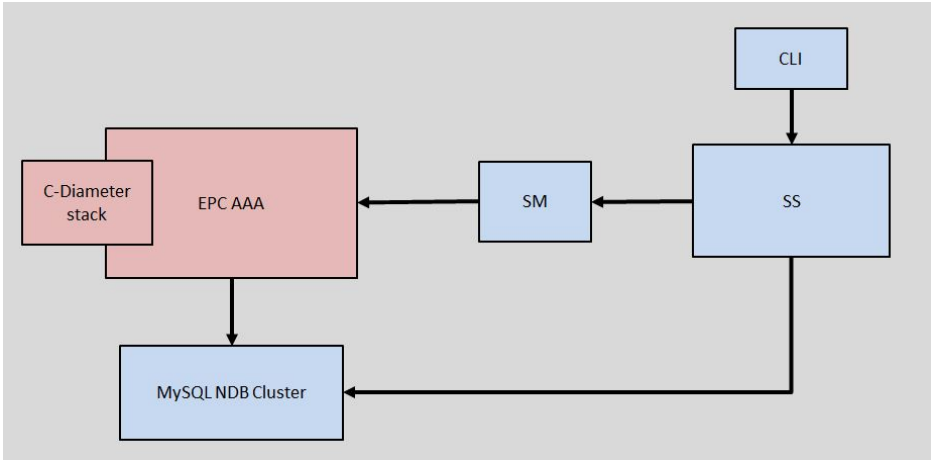 CLI
C-Diameter
stack
EPC AAA
SM
SS
MySQL NDB Cluster